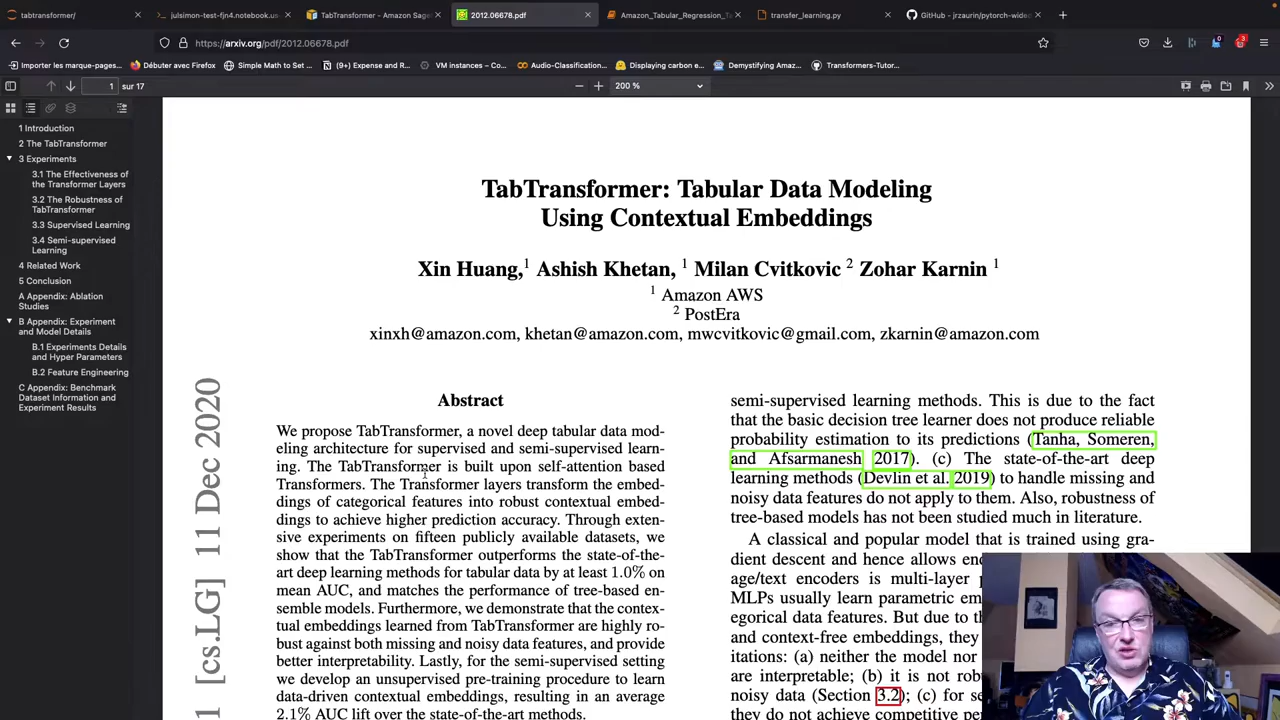 tabtransformer/
julsimon-test-fjn4.notebook.us-
TabTransformer – Amazon Sage
2012.06678.pdf
Amazon_Tabular_Regression_Ta
transfer_learning.py
GitHub – jrzaurin/pytorch-wided
https://arxiv.org/pdf/2012.06678.pdf
Importer les marque-pages...
Débuter avec Firefox
Simple Math to Set ...
(9+) Expense and R...
VM instances – Co...
Audio-Classification...
Displaying carbon e...
Demystifying Amaz...
Transformers-Tutor...
1 sur 17
200 %
1 Introduction
2 The TabTransformer
3 Experiments
3.1 The Effectiveness of
the Transformer Layers
3.2 The Robustness of
TabTransformer
3.3 Supervised Learning
3.4 Semi-supervised
Learning
4 Related Work
5 Conclusion
A Appendix: Ablation
Studies
B Appendix: Experiment
and Model Details
B.1 Experiments Details
and Hyper Parameters
B.2 Feature Engineering
C Appendix: Benchmark
Dataset Information and
Experiment Results
TabTransformer: Tabular Data Modeling
Using Contextual Embeddings
Xin Huang,1 Ashish Khetan, 1 Milan Cvitkovic 2 Zohar Karnin 1
1 Amazon AWS
2 PostEra
xinxh@amazon.com, khetan@amazon.com, mwcvitkovic@gmail.com, zkarnin@amazon.com
1 [cs.LG] 11 Dec 2020
Abstract
We propose TabTransformer, a novel deep tabular data mod-
eling architecture for supervised and semi-supervised learn-
ing. The TabTransformer is built upon self-attention based
Transformers. The Transformer layers transform the embed-
dings of categorical features into robust contextual embed-
dings to achieve higher prediction accuracy. Through exten-
sive experiments on fifteen publicly available datasets, we
show that the TabTransformer outperforms the state-of-the-
art deep learning methods for tabular data by at least 1.0% on
mean AUC, and matches the performance of tree-based en-
semble models. Furthermore, we demonstrate that the contex-
tual embeddings learned from TabTransformer are highly ro-
bust against both missing and noisy data features, and provide
better interpretability. Lastly, for the semi-supervised setting
we develop an unsupervised pre-training procedure to learn
data-driven contextual embeddings, resulting in an average
2.1% AUC lift over the state-of-the-art methods.
semi-supervised learning methods. This is due to the fact
that the basic decision tree learner does not produce reliable
probability estimation to its predictions (Tanha, Someren,
and Afsarmanesh 2017). (c) The state-of-the-art deep
learning methods (Devlin et al. 2019) to handle missing and
noisy data features do not apply to them. Also, robustness of
tree-based models has not been studied much in literature.
A classical and popular model that is trained using gra-
dient descent and hence allows en
age/text encoders is multi-layer p
MLPs usually learn parametric em
egorical data features. But due to th
and context-free embeddings, they
itations: (a) neither the model nor
are interpretable; (b) it is not rob
noisy data (Section 3.2); (c) for se
they do not achieve competitive per